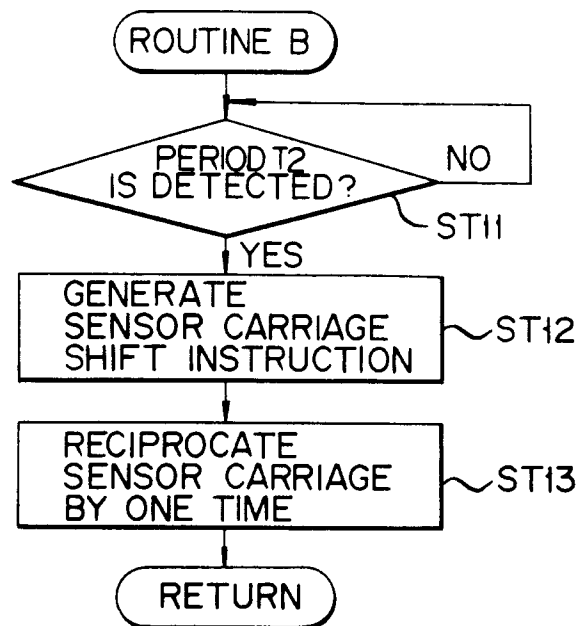 ROUTINE B
PERIOD T2
IS DETECTED?
NO
ST11
YES
GENERATE
SENSOR CARRIAGE
SHIFT INSTRUCTION
ST12
RECIPROCATE
SENSOR CARRIAGE
BY ONE TIME
ST13
RETURN